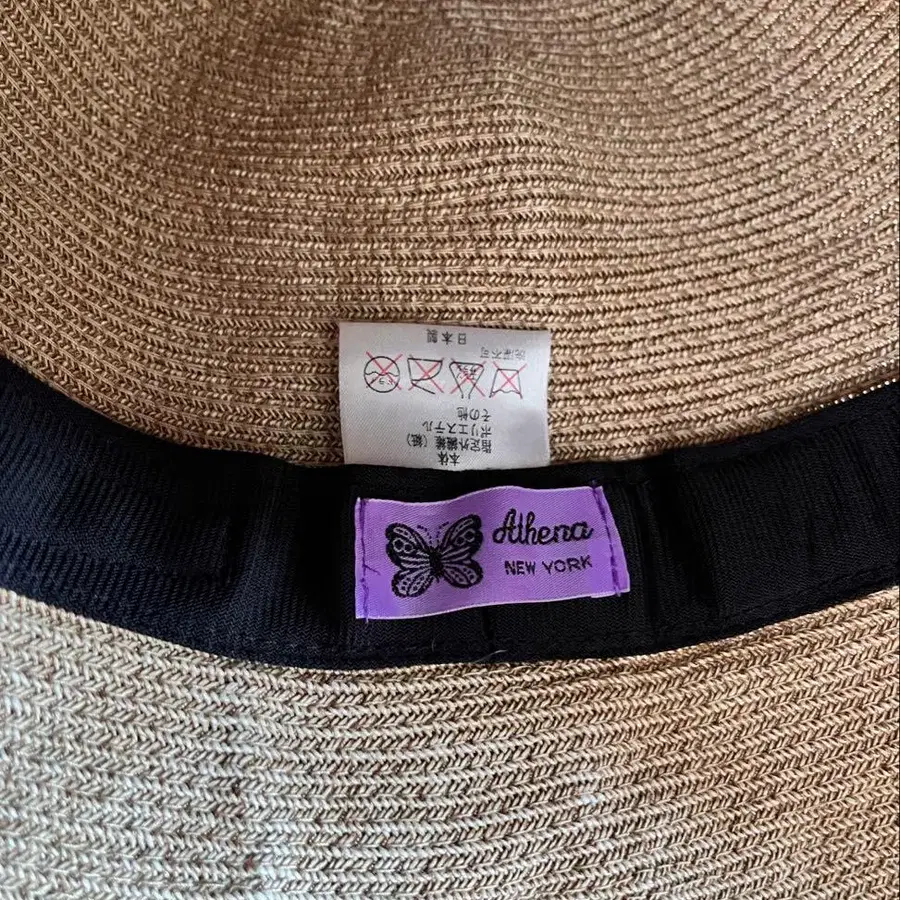 本体
指定外繊維（紙）
ポリエステル
その他
洗濯不可
日本製
Athena
NEW YORK